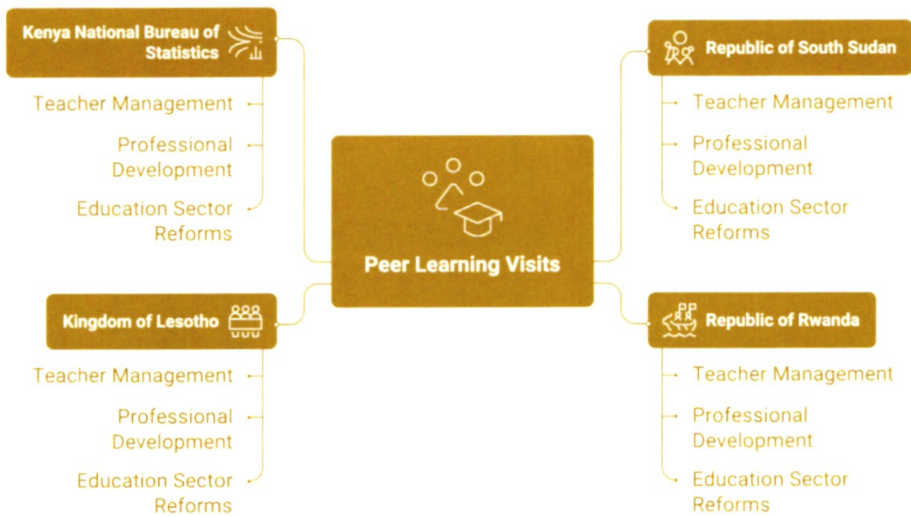 Kenya National Bureau of
Statistics
Teacher Management
Professional
Development
Education Sector
Reforms
Republic of South Sudan
Teacher Management
Professional
Development
Education Sector
Reforms
Peer Learning Visits
Kingdom of Lesotho
Teacher Management
Professional
Development
Education Sector
Reforms
Republic of Rwanda
Teacher Management
Professional
Development
Education Sector
Reforms